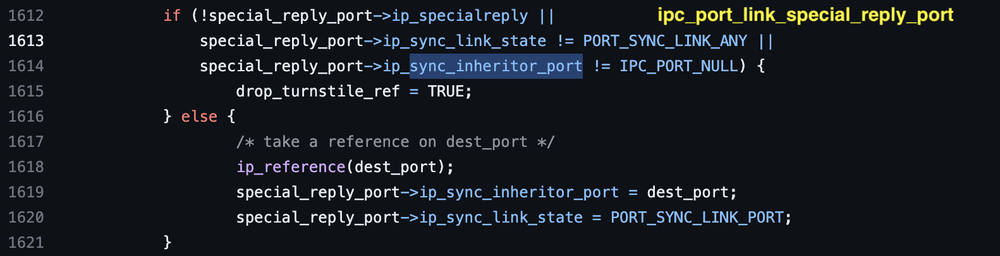 1612 if (!special_reply_port->ip_specialreply || ipc_port_link_special_reply_port
1613 special_reply_port->ip_sync_link_state != PORT_SYNC_LINK_ANY ||
1614 special_reply_port->ip_sync_inheritor_port != IPC_PORT_NULL) {
1615 drop_turnstile_ref = TRUE;
1616 } else {
1617 /* take a reference on dest_port */
1618 ip_reference(dest_port);
1619 special_reply_port->ip_sync_inheritor_port = dest_port;
1620 special_reply_port->ip_sync_link_state = PORT_SYNC_LINK_PORT;
1621 }